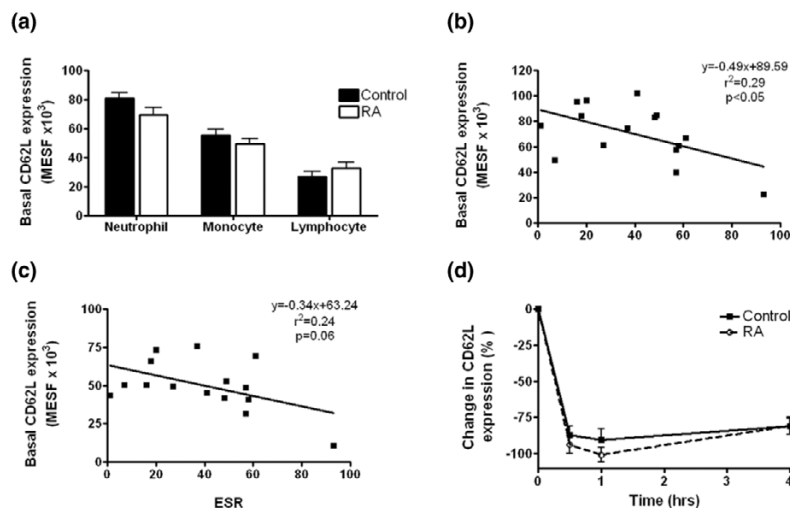 (a)
Basal CD62L expression
(MESF x10³)
100
80
60
40
20
0
Control
RA
Neutrophil
Monocyte
Lymphocyte
(b)
Basal CD62L expression
(MESF x 10³)
120
100
80
60
40
20
0
y=-0.49x+89.59
r²=0.29
p<0.05
0
20
40
60
80
100
(c)
Basal CD62L expression
(MESF x 10³)
100
75
50
25
0
y=-0.34x+63.24
r²=0.24
p=0.06
0
20
40
60
80
100
ESR
(d)
Change in CD62L
expression (% )
0
-25
-50
-75
-100
Control
RA
0
1
2
3
4
Time (hrs)